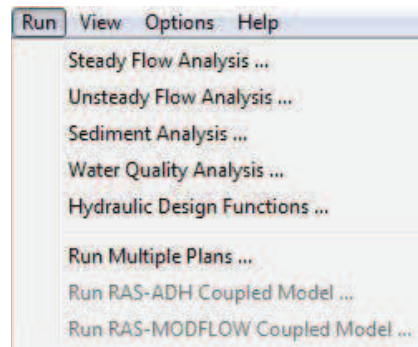 Run View Options Help
Steady Flow Analysis ...
Unsteady Flow Analysis ...
Sediment Analysis ...
Water Quality Analysis ...
Hydraulic Design Functions ...
Run Multiple Plans ...
Run RAS-ADH Coupled Model ...
Run RAS-MODFLOW Coupled Model ...